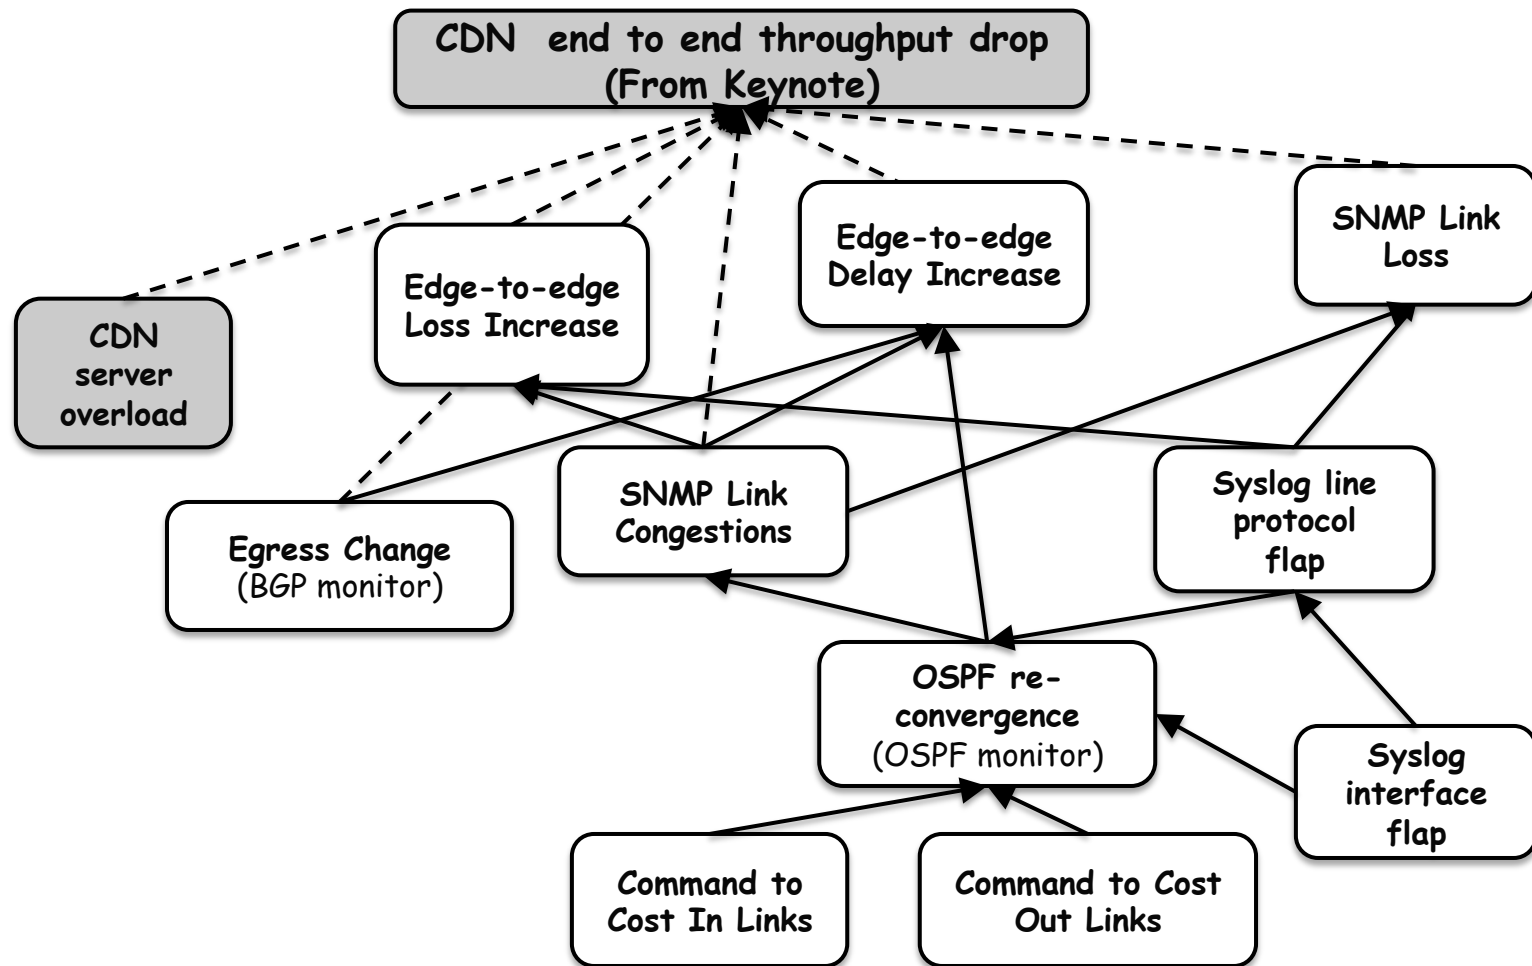 CDN end to end throughput drop
(From Keynote)
Edge-to-edge
Delay Increase
SNMP Link
Loss
Edge-to-edge
Loss Increase
CDN
server
overload
SNMP Link
Congestions
Syslog line
protocol
flap
Egress Change
(BGP monitor)
OSPF re-
convergence
(OSPF monitor)
Syslog
interface
flap
Command to
Cost In Links
Command to Cost
Out Links